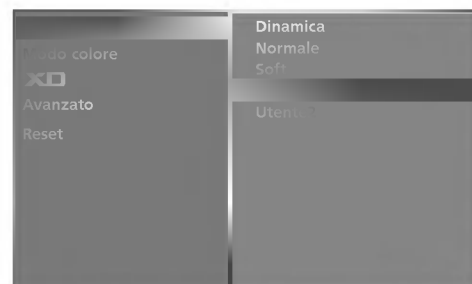 Modo colore
XD
Avanzato
Reset
Dinamica
Normale
Soft
Utente